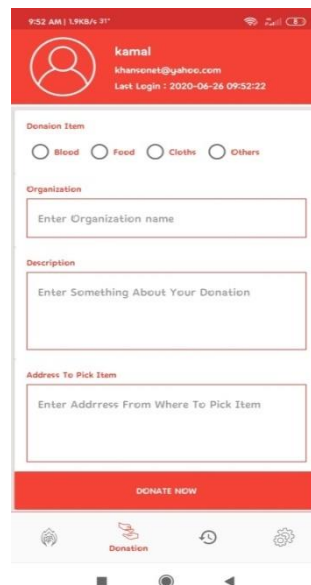 9:52 AM | 1.9KB/s 31°
kamal
khansonet@yahoo.com
Last Login : 2020-06-26 09:52:22
Donaion Item
Blood Food Cloths Others
Organization
Enter Organization name
Description
Enter Something About Your Donation
Address To Pick Item
Enter Addrress From Where To Pick Item
DONATE NOW
Donation